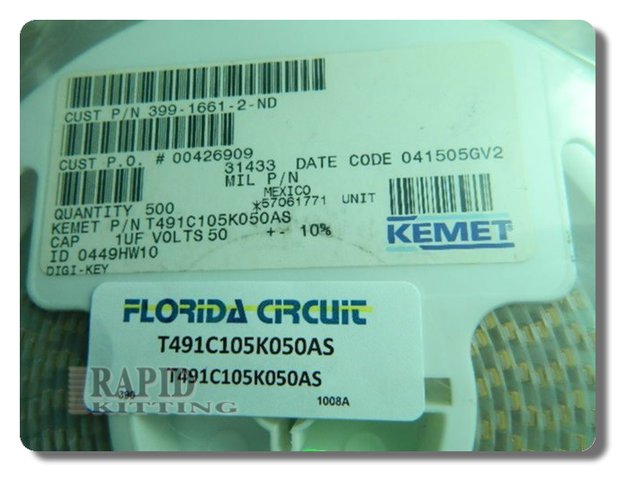 CUST P/N 399-1661-2-ND
CUST P.O. # 00426909
31433 DATE CODE 041505GV2
MIL P/N
MEXICO
QUANTITY 500 *57061771 UNIT
KEMET P/N T491C105K050AS
CAP 1UF VOLTS 50 +- 10%
ID 0449HW10
DIGI-KEY
KEMET
FLORIDA CIRCUIT
T491C105K050AS
T491C105K050AS
1008A
RAPID
KITTING